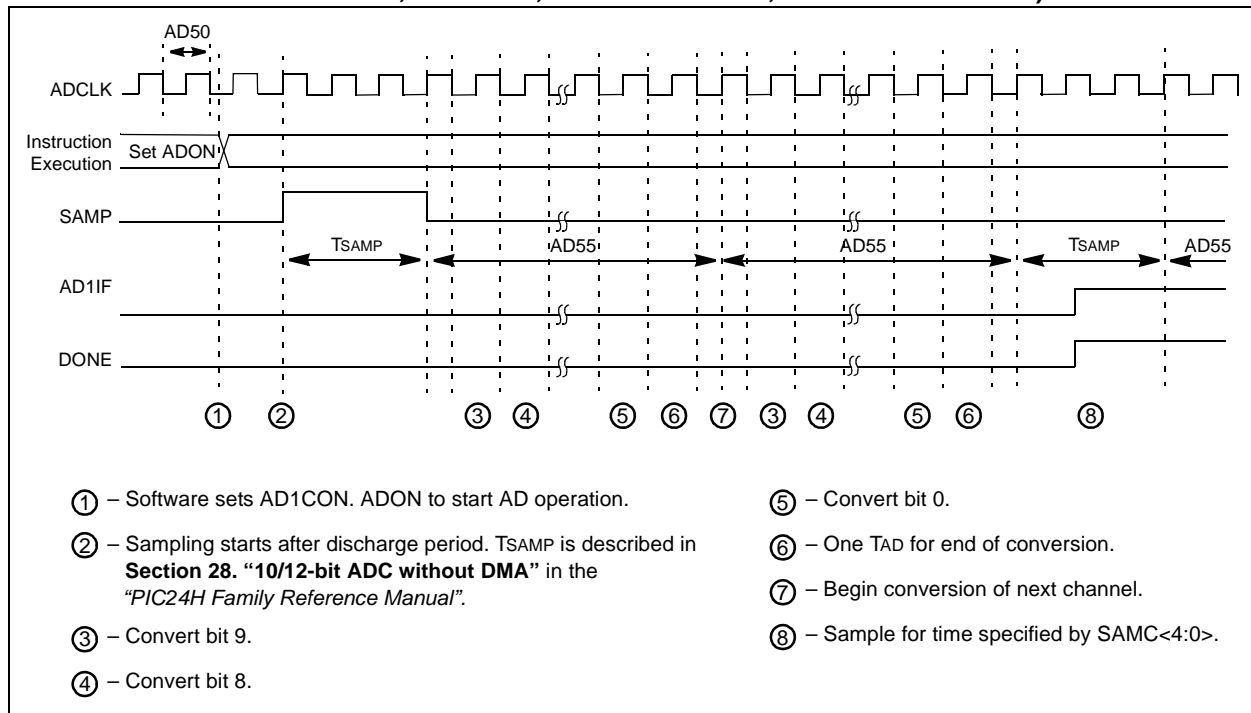 AD50
ADCLK
Instruction
Execution
Set ADON
SAMP
TSAMP
AD55
AD55
TSAMP
AD55
AD1IF
DONE
1 2 3 4 5 6 7 3 4 5 6 8
1 – Software sets AD1CON. ADON to start AD operation.
2 – Sampling starts after discharge period. TSAMP is described in
Section 28. “10/12-bit ADC without DMA” in the
“PIC24H Family Reference Manual”.
3 – Convert bit 9.
4 – Convert bit 8.
5 – Convert bit 0.
6 – One TAD for end of conversion.
7 – Begin conversion of next channel.
8 – Sample for time specified by SAMC<4:0>.